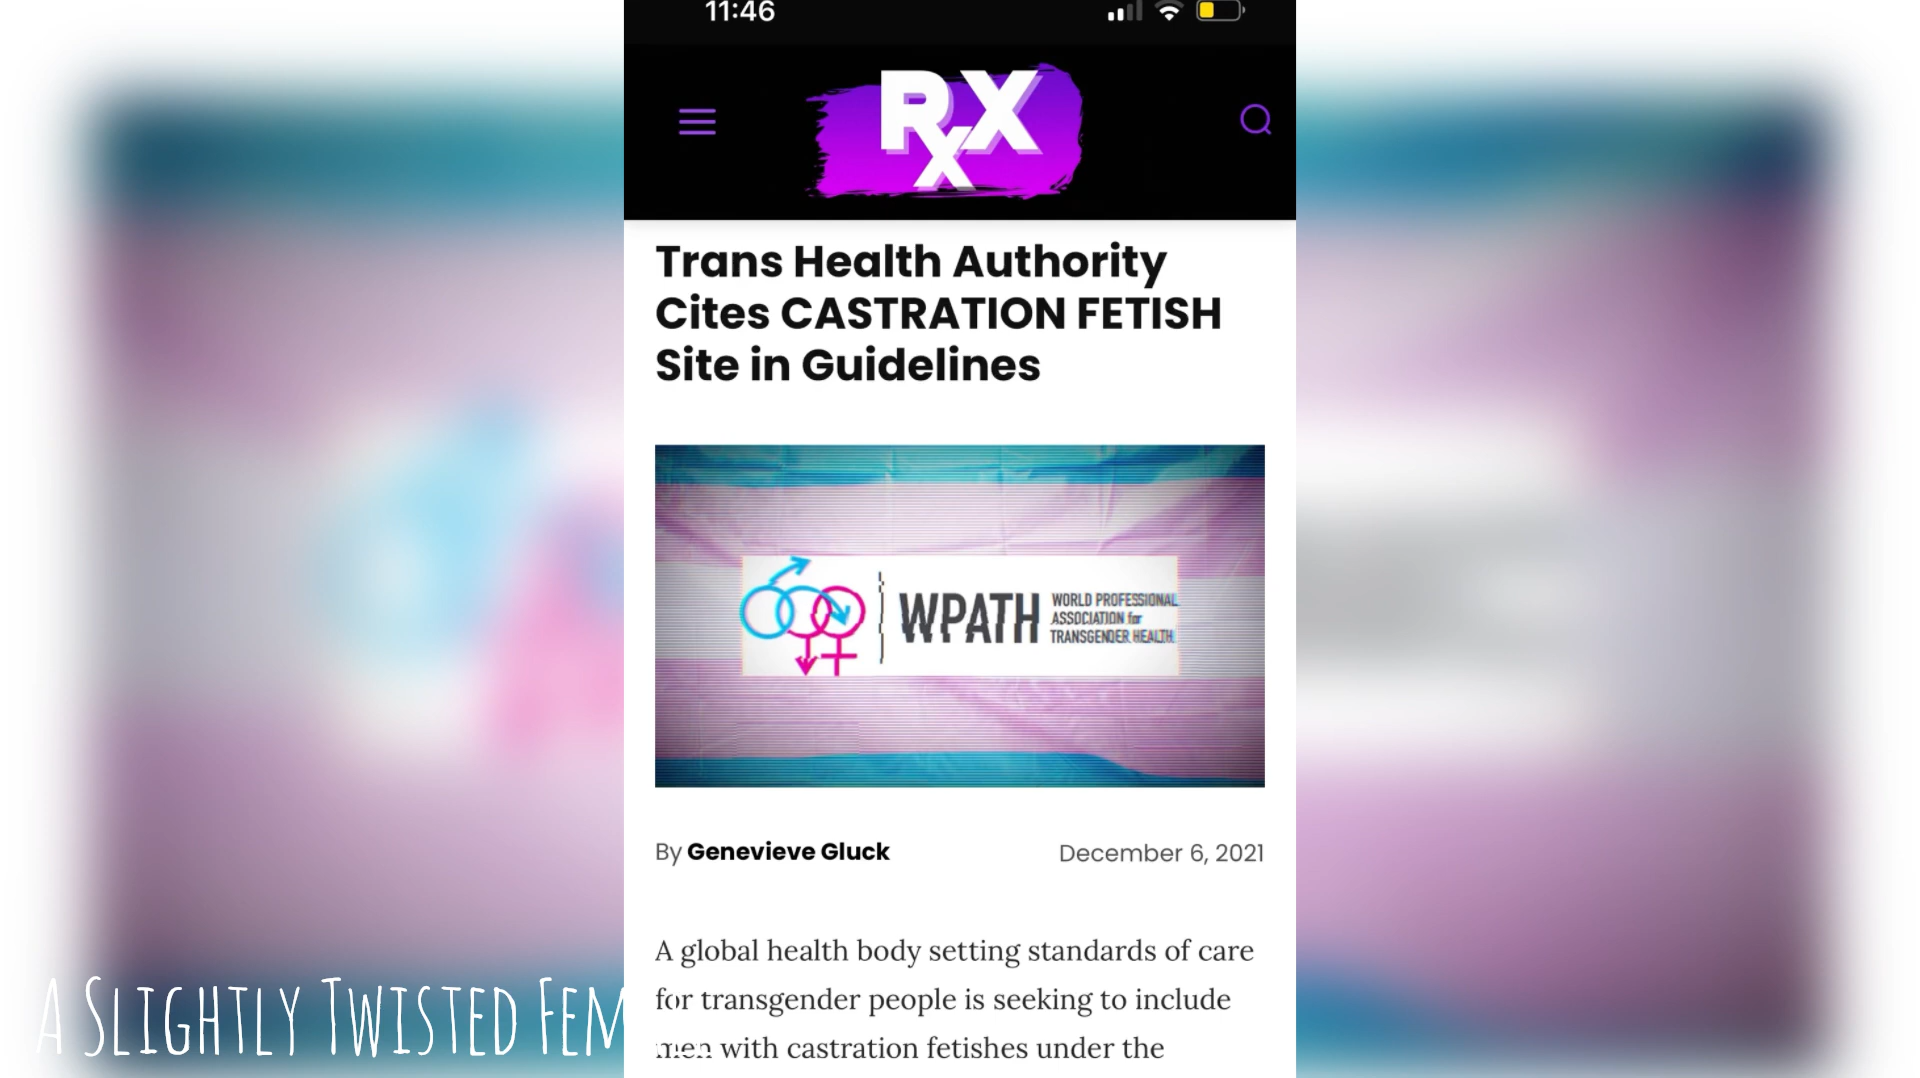 11:46
RXX
Trans Health Authority
Cites CASTRATION FETISH
Site in Guidelines
WPATH
WORLD PROFESSIONAL
ASSOCIATION for
TRANSGENDER HEALTH
By Genevieve Gluck
December 6, 2021
A global health body setting standards of care
for transgender people is seeking to include
men with castration fetishes under the
A SLIGHTLY TWISTED FEM